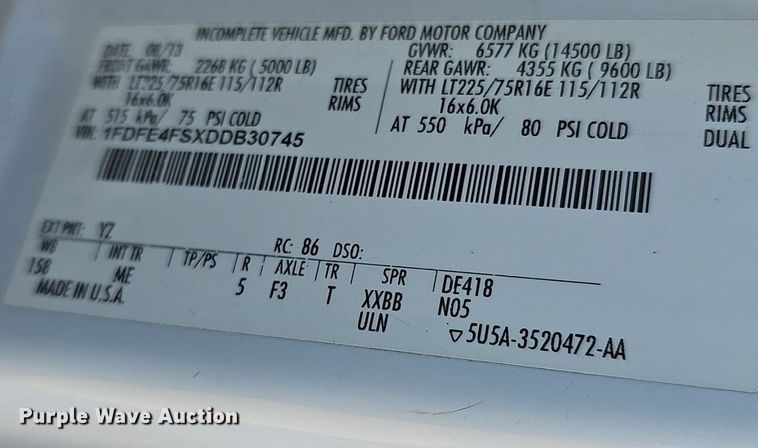 INCOMPLETE VEHICLE MFD. BY FORD MOTOR COMPANY
DATE: 08/13 GVWR: 6577 KG (14500 LB)
FRONT GAWR: 2268 KG ( 5000 LB) REAR GAWR: 4355 KG ( 9600 LB)
WITH LT225/75R16E 115/112R TIRES WITH LT225/75R16E 115/112R TIRES
16x6.0K RIMS 16x6.0K RIMS
AT 515 kPa/ 75 PSI COLD AT 550 kPa/ 80 PSI COLD DUAL
VIN: 1FDFE4FSXDDB30745
EXT PNT: YZ RC: 86 DSO:
WB INT TR TP/PS R AXLE TR SPR DE418
158 ME 5 F3 T XXBB N05
MADE IN U.S.A. ULN ▽5U5A-3520472-AA
Purple Wave Auction